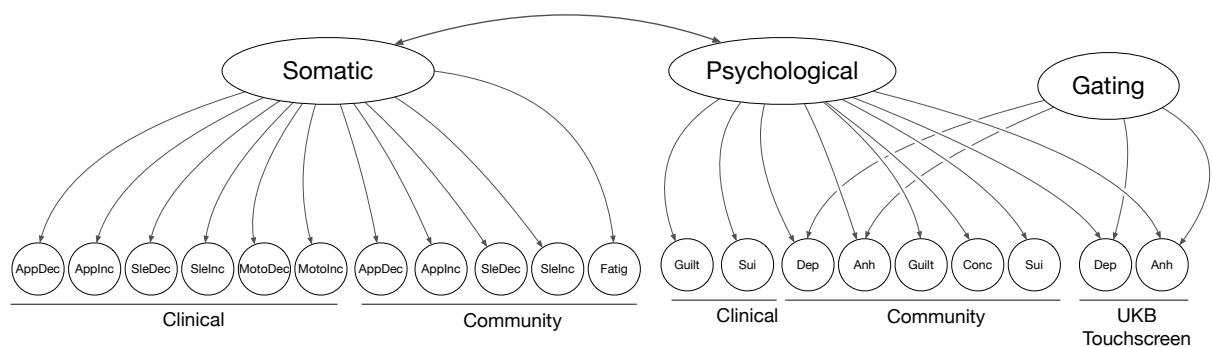 Somatic
Psychological
Gating
AppDec AppInc SleDec SleInc MotoDec MotoInc AppDec AppInc SleDec SleInc Fatig Guilt Sui Dep Anh Guilt Conc Sui Dep Anh
Clinical
Community
Clinical
Community
UKB
Touchscreen